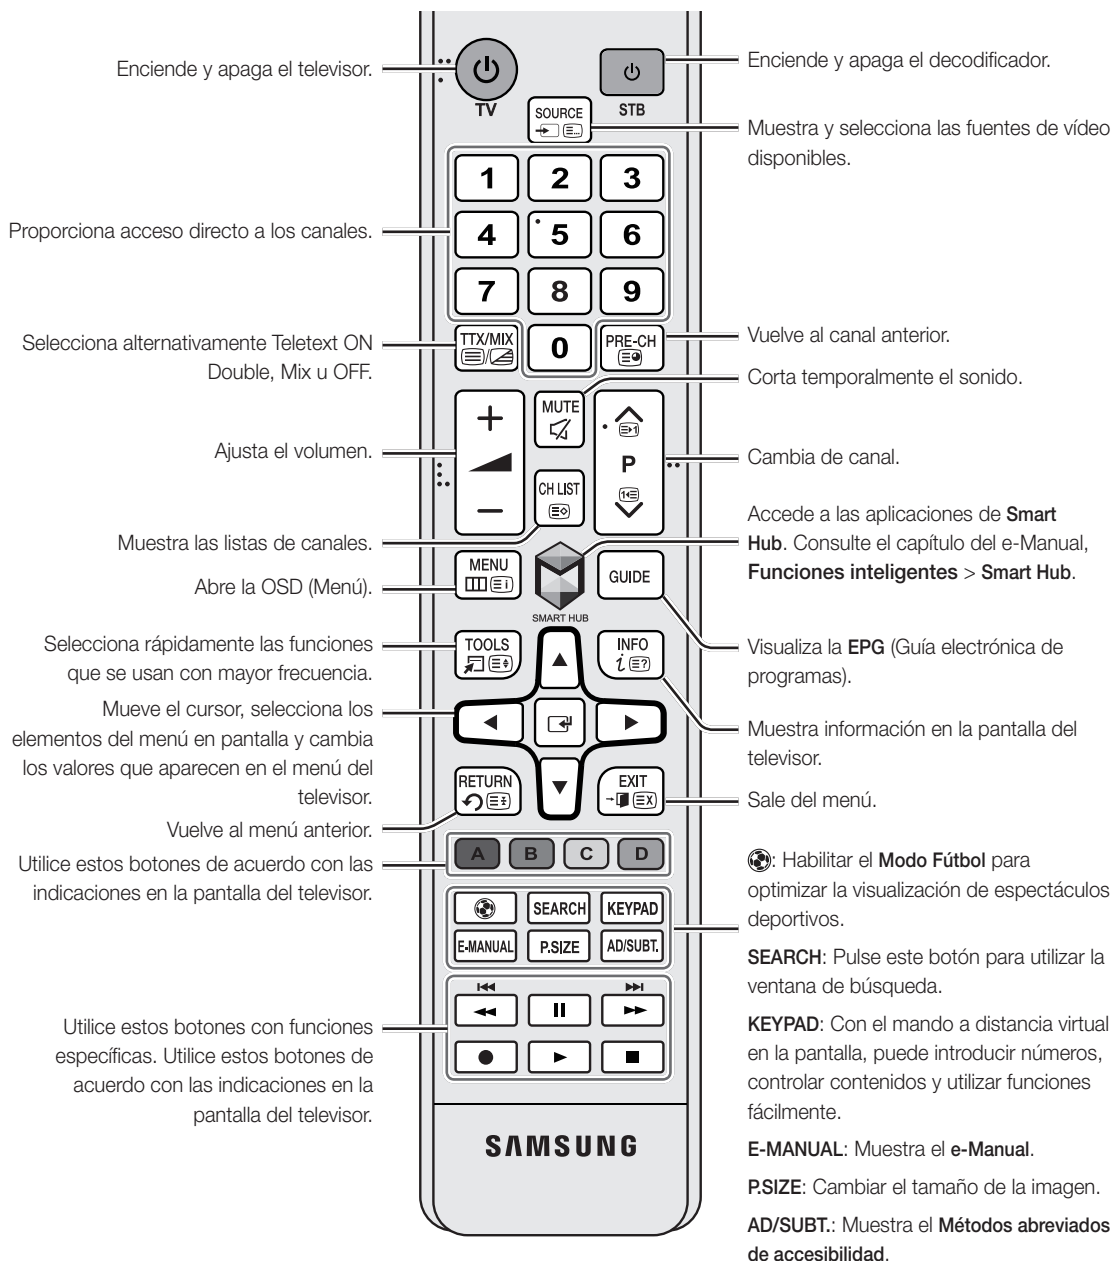 Enciende y apaga el televisor.
Enciende y apaga el decodificador.
TV
STB
SOURCE
Muestra y selecciona las fuentes de vídeo
disponibles.
1 2 3
Proporciona acceso directo a los canales.
4 5 6
7 8 9
Selecciona alternativamente Teletext ON
Double, Mix u OFF.
TTX/MIX
0
PRE-CH
Vuelve al canal anterior.
Corta temporalmente el sonido.
MUTE
+
P
−
Ajusta el volumen.
Cambia de canal.
CH LIST
Muestra las listas de canales.
Accede a las aplicaciones de Smart
Hub. Consulte el capítulo del e-Manual,
Funciones inteligentes > Smart Hub.
MENU
GUIDE
Abre la OSD (Menú).
SMART HUB
Selecciona rápidamente las funciones
que se usan con mayor frecuencia.
TOOLS
INFO
Visualiza la EPG (Guía electrónica de
programas).
Mueve el cursor, selecciona los
elementos del menú en pantalla y cambia
los valores que aparecen en el menú del
televisor.
Muestra información en la pantalla del
televisor.
RETURN
EXIT
Sale del menú.
Vuelve al menú anterior.
Utilice estos botones de acuerdo con las
indicaciones en la pantalla del televisor.
A B C D
: Habilitar el Modo Fútbol para
optimizar la visualización de espectáculos
deportivos.
SEARCH KEYPAD
E-MANUAL P.SIZE AD/SUBT.
SEARCH: Pulse este botón para utilizar la
ventana de búsqueda.
KEYPAD: Con el mando a distancia virtual
en la pantalla, puede introducir números,
controlar contenidos y utilizar funciones
fácilmente.
Utilice estos botones con funciones
específicas. Utilice estos botones de
acuerdo con las indicaciones en la
pantalla del televisor.
SAMSUNG
E-MANUAL: Muestra el e-Manual.
P.SIZE: Cambiar el tamaño de la imagen.
AD/SUBT.: Muestra el Métodos abreviados
de accesibilidad.